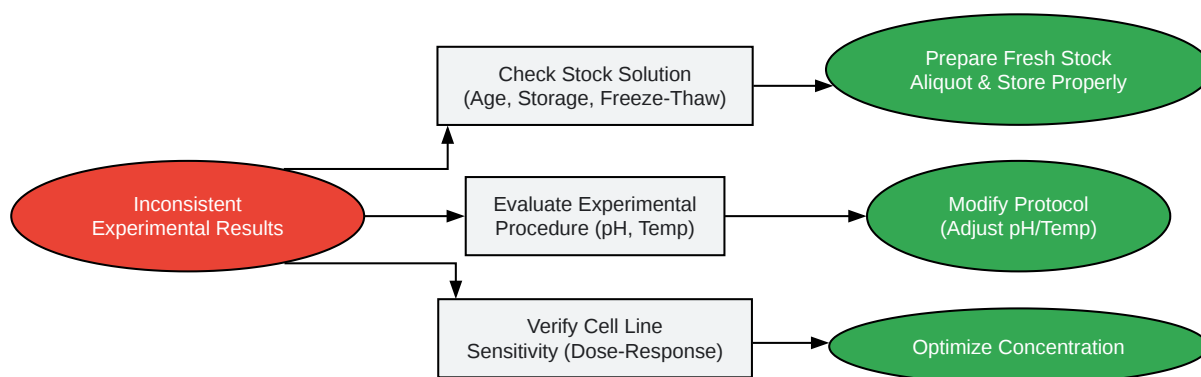 Inconsistent
Experimental Results
Check Stock Solution
(Age, Storage, Freeze-Thaw)
Prepare Fresh Stock
Aliquot & Store Properly
Evaluate Experimental
Procedure (pH, Temp)
Modify Protocol
(Adjust pH/Temp)
Verify Cell Line
Sensitivity (Dose-Response)
Optimize Concentration